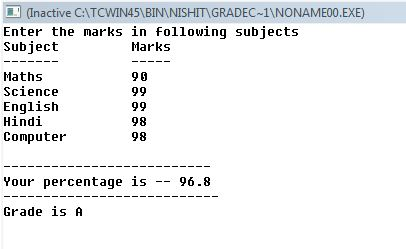 (Inactive C:\TCWIN45\BIN\NISHIT\GRADEC~1\NONAME00.EXE)
Enter the marks in following subjects
Subject Marks
------- -----
Maths 90
Science 99
English 99
Hindi 98
Computer 98
--------------------------
Your percentage is -- 96.8
---------------------------
Grade is A